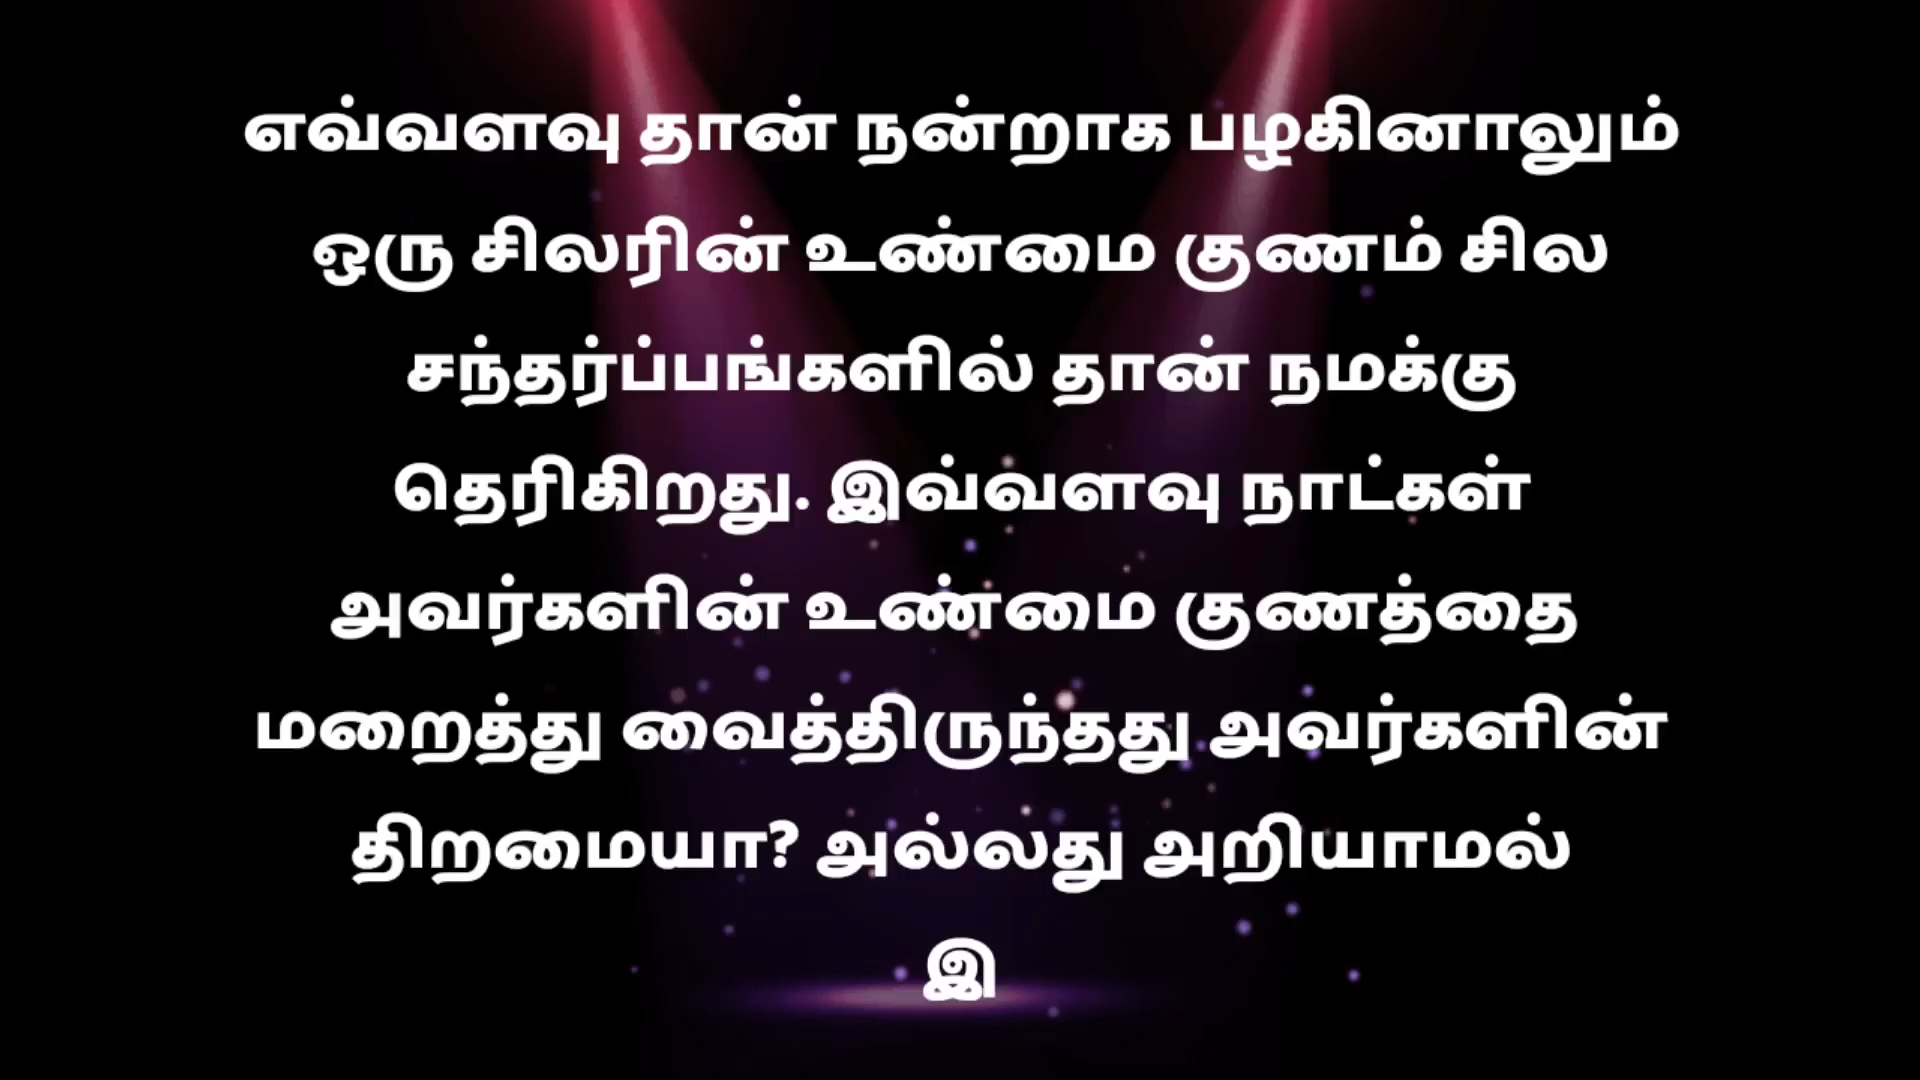 எவ்வளவு தான் நன்றாக பழகினாலும்
ஒரு சிலரின் உண்மை குணம் சில
சந்தர்ப்பங்களில் தான் நமக்கு
தெரிகிறது. இவ்வளவு நாட்கள்
அவர்களின் உண்மை குணத்தை
மறைத்து வைத்திருந்தது அவர்களின்
திறமையா? அல்லது அறியாமல்
இ